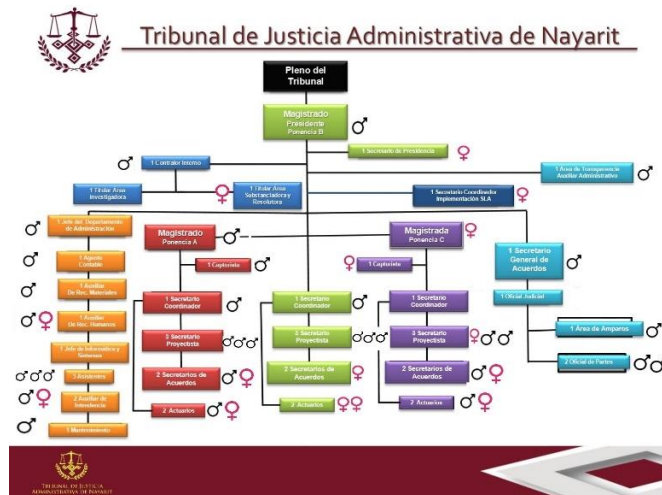 Tribunal de Justicia Administrativa de Nayarit
Pleno del
Tribunal
Magistrado
Presidente
Ponencia B
1 Secretario de Presidencia
1 Contralor Interno
1 Área de Transparencia
Auxiliar Administrativo
1 Titular Área
Investigadora
1 Titular Área
Substanciadora y
Resolutora
1 Secretario Coordinador
Implementación SLA
1 Jefe del Departamento
de Administración
Magistrado
Ponencia A
Magistrada
Ponencia C
1 Secretario
General de
Acuerdos
1 Agente
Contable
1 Capturista
1 Capturista
1 Auxiliar
De Rec. Materiales
1 Secretario
Coordinador
1 Secretario
Coordinador
1 Secretario
Coordinador
1 Oficial Judicial
1 Auxiliar
De Rec. Humanos
3 Secretario
Proyectista
3 Secretario
Proyectista
3 Secretario
Proyectista
1 Área de Amparos
1 Jefe de Informática y
Sistemas
2 Oficial de Partes
3 Asistentes
2 Secretarios de
Acuerdos
2 Secretarios
de Acuerdos
2 Secretarios de
Acuerdos
2 Auxiliar de
Intendencia
2 Actuarios
2 Actuarios
2 Actuarios
1 Mantenimiento
TRIBUNAL DE JUSTICIA
ADMINISTRATIVA DE NAYARIT